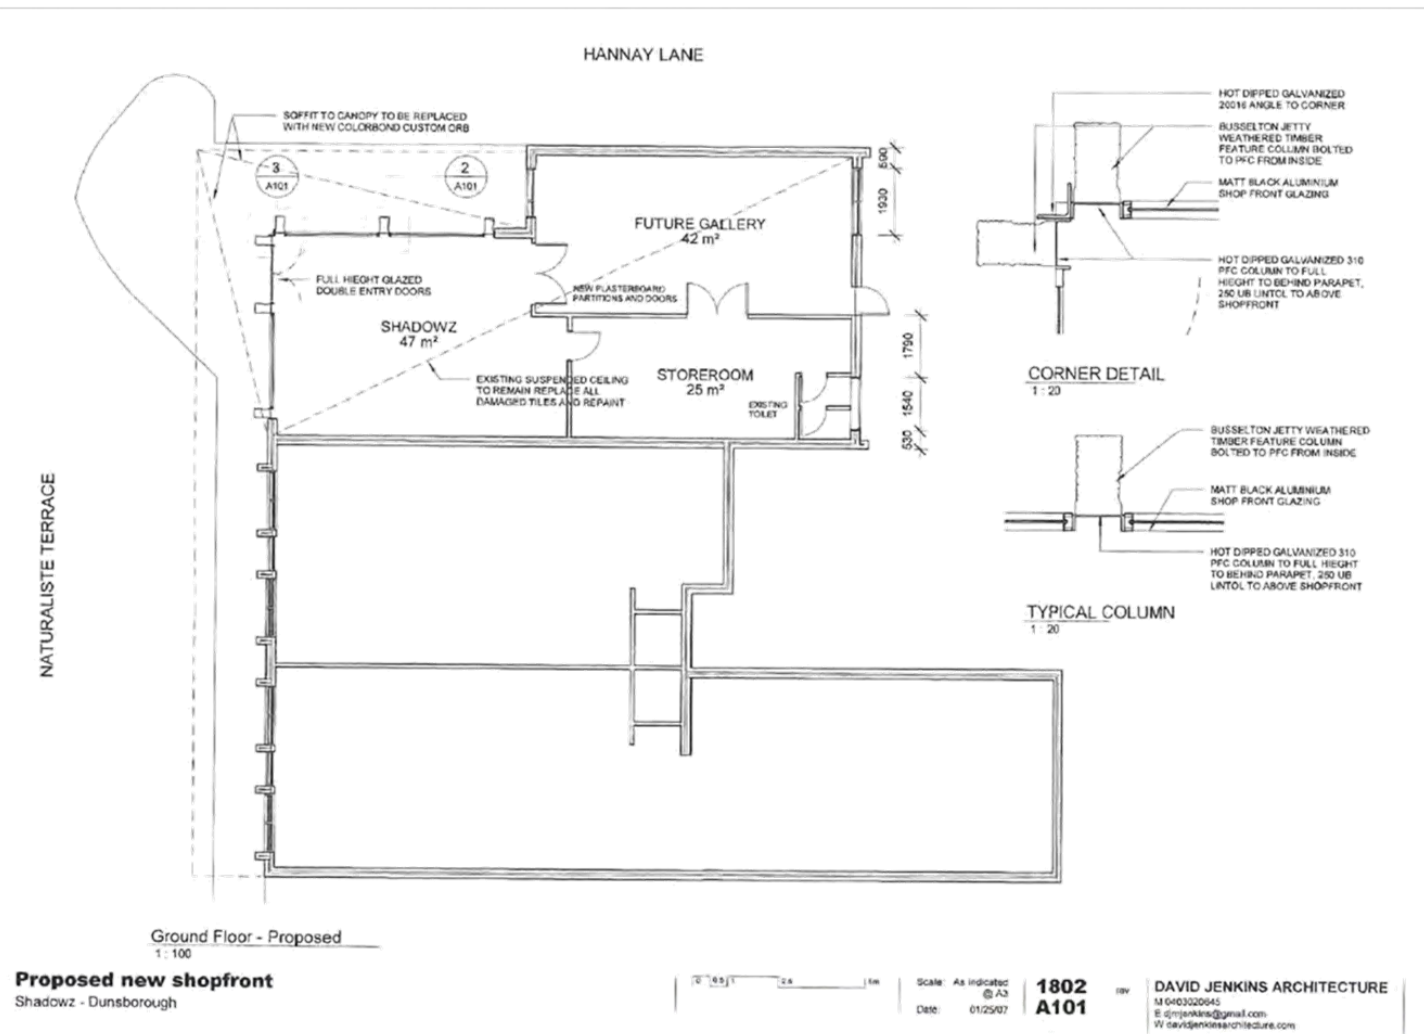 HANNAY LANE
SOFFIT TO CANOPY TO BE REPLACED
WITH NEW COLORBOND CUSTOM ORB
3
A101
2
A101
590
1930
FUTURE GALLERY
42 m²
FULL HIEGHT GLAZED
DOUBLE ENTRY DOORS
NEW PLASTERBOARD
PARTITIONS AND DOORS
SHADOWZ
47 m²
1790
STOREROOM
25 m²
EXISTING SUSPENDED CEILING
TO REMAIN REPLACE ALL
DAMAGED TILES AND REPAINT
EXISTING
TOILET
1540
530
NATURALISTE TERRACE
HOT DIPPED GALVANIZED
20016 ANGLE TO CORNER
BUSSELTON JETTY
WEATHERED TIMBER
FEATURE COLUMN BOLTED
TO PFC FROM INSIDE
MATT BLACK ALUMINIUM
SHOP FRONT GLAZING
HOT DIPPED GALVANIZED 310
PFC COLUMN TO FULL
HIEGHT TO BEHIND PARAPET,
250 UB LINTOL TO ABOVE
SHOPFRONT
CORNER DETAIL
1 : 20
BUSSELTON JETTY WEATHERED
TIMBER FEATURE COLUMN
BOLTED TO PFC FROM INSIDE
MATT BLACK ALUMINIUM
SHOP FRONT GLAZING
HOT DIPPED GALVANIZED 310
PFC COLUMN TO FULL HIEGHT
TO BEHIND PARAPET, 250 UB
LINTOL TO ABOVE SHOPFRONT
TYPICAL COLUMN
1 : 20
Ground Floor - Proposed
1 : 100
Proposed new shopfront
Shadowz - Dunsborough
0
Scale: As indicated
@ A3
Date: 01/25/07
1802
A101
rev
DAVID JENKINS ARCHITECTURE
M 0403020645
E djmjenkins@gmail.com
W davidjenkinsarchitecture.com